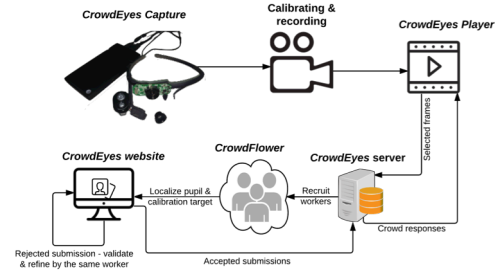 CrowdEyes Capture
Calibrating &
recording
CrowdEyes Player
Selected frames
CrowdEyes website
CrowdFlower
CrowdEyes server
Localize pupil &
calibration target
Recruit
workers
Crowd responses
Rejected submission - validate
& refine by the same worker
Accepted submissions